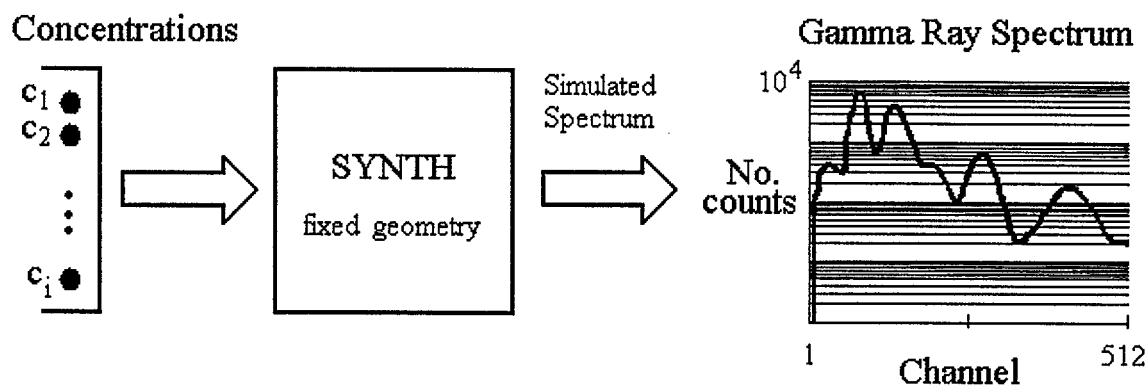 Concentrations
c1
c2
ci
SYNTH
fixed geometry
Simulated
Spectrum
Gamma Ray Spectrum
10^4
No.
counts
1
512
Channel